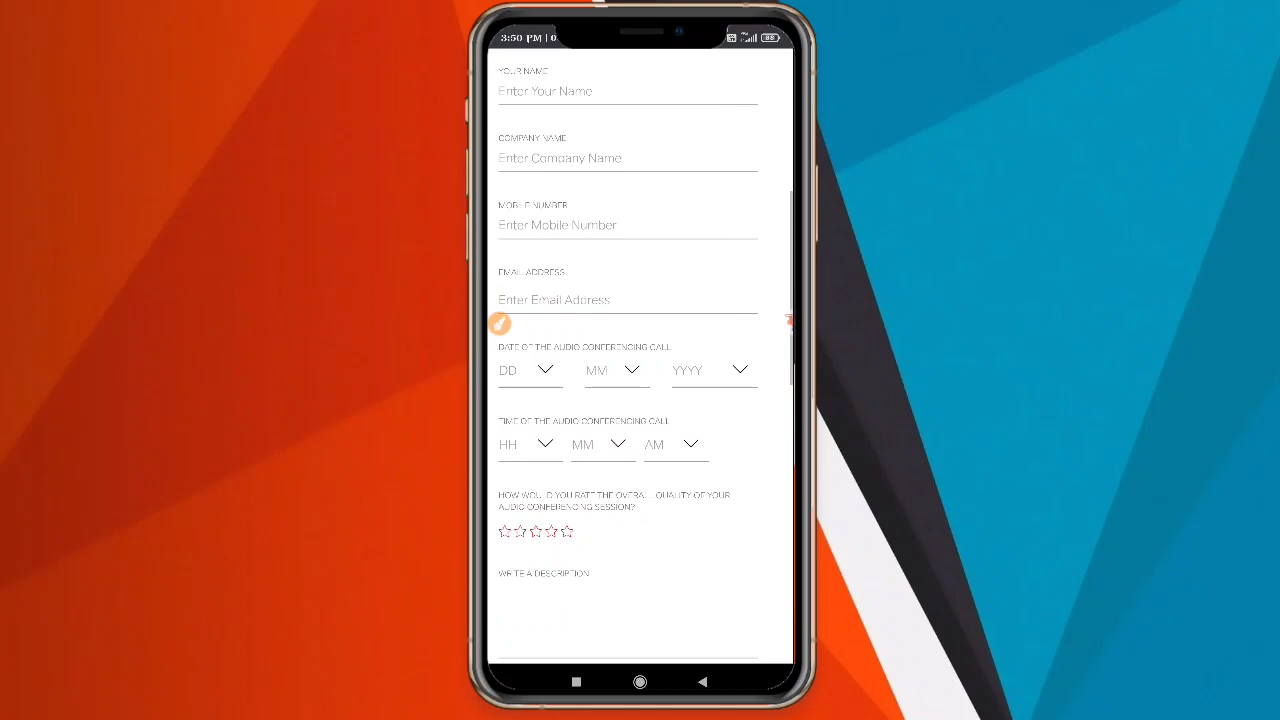 3:50 PM | 0
YOUR NAME
Enter Your Name
COMPANY NAME
Enter Company Name
MOBILE NUMBER
Enter Mobile Number
EMAIL ADDRESS
Enter Email Address
DATE OF THE AUDIO CONFERENCING CALL
DD MM YYYY
TIME OF THE AUDIO CONFERENCING CALL
HH MM AM
HOW WOULD YOU RATE THE OVERALL QUALITY OF YOUR
AUDIO CONFERENCING SESSION?
WRITE A DESCRIPTION